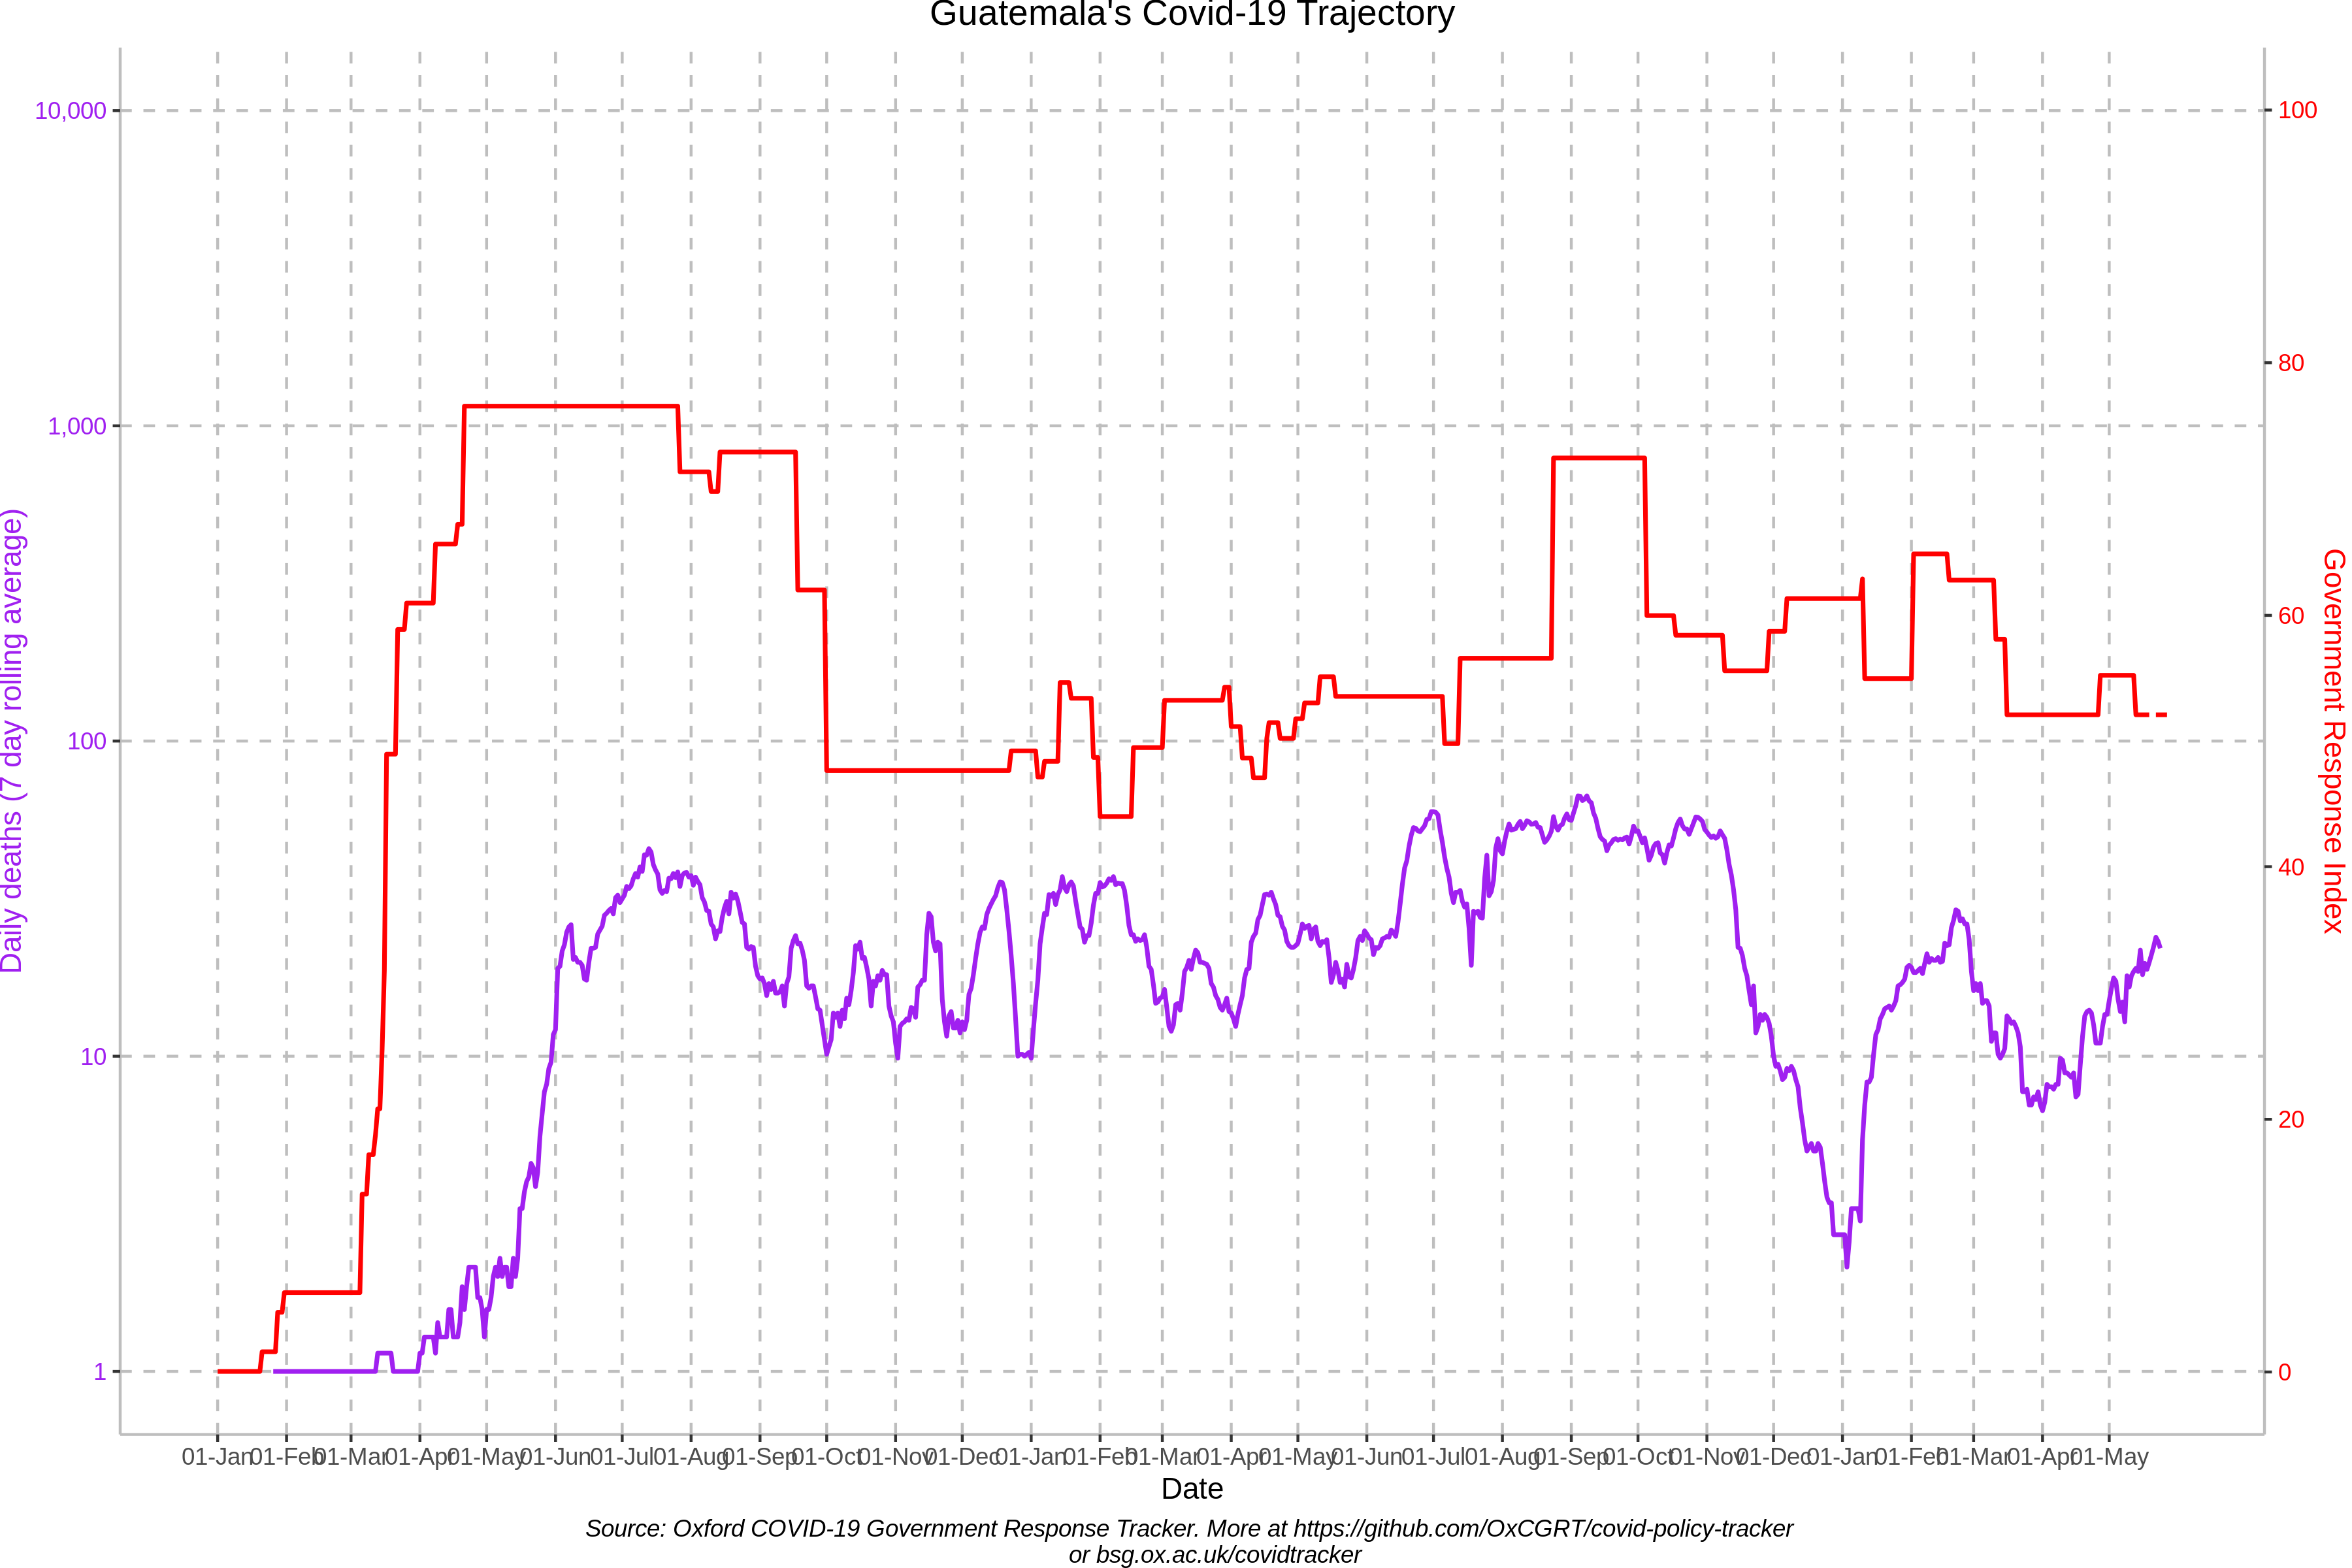 Guatemala's Covid-19 Trajectory
10,000
1,000
100
10
1
Daily deaths (7 day rolling average)
100
80
60
40
20
0
Government Response Index
01-Jan 01-Feb 01-Mar 01-Apr 01-May 01-Jun 01-Jul 01-Aug 01-Sep 01-Oct 01-Nov 01-Dec 01-Jan 01-Feb 01-Mar 01-Apr 01-May 01-Jun 01-Jul 01-Aug 01-Sep 01-Oct 01-Nov 01-Dec 01-Jan 01-Feb 01-Mar 01-Apr 01-May
Date
Source: Oxford COVID-19 Government Response Tracker. More at https://github.com/OxCGRT/covid-policy-tracker
or bsg.ox.ac.uk/covidtracker